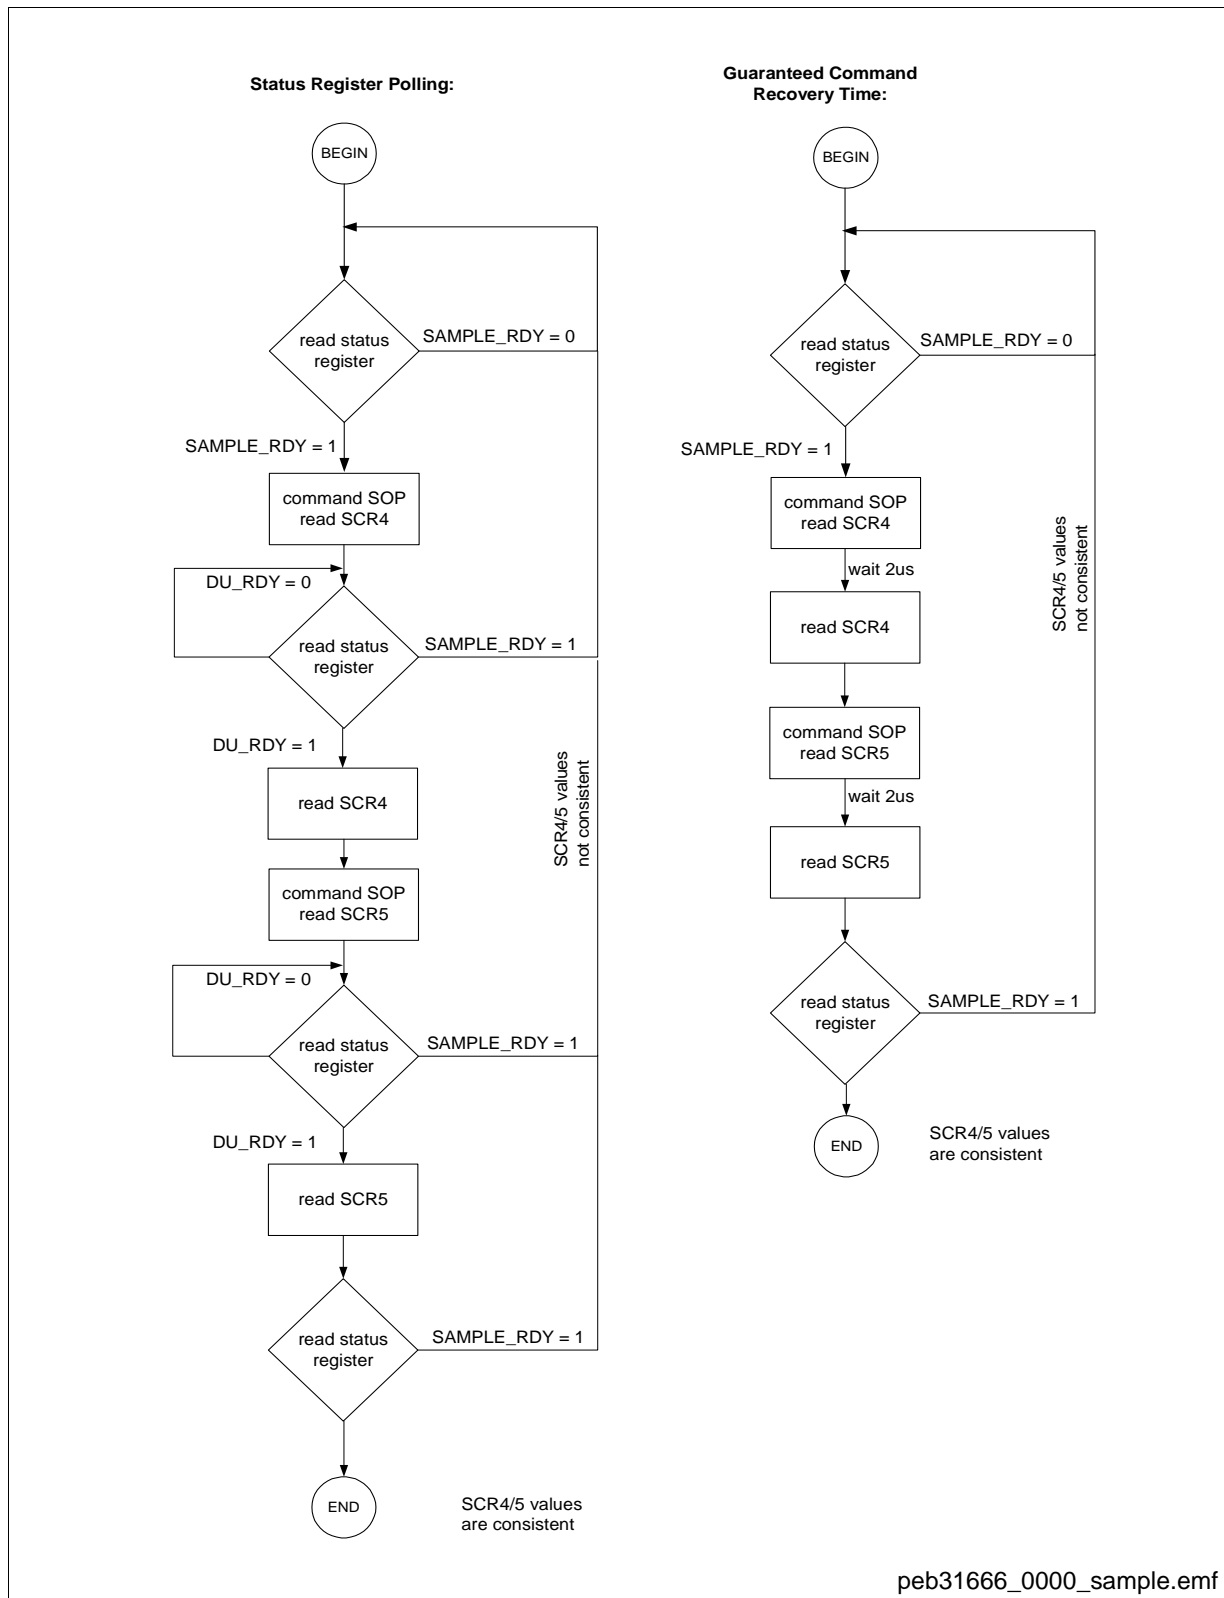 Status Register Polling:
BEGIN
read status
register
SAMPLE_RDY = 0
SAMPLE_RDY = 1
command SOP
read SCR4
DU_RDY = 0
read status
register
SAMPLE_RDY = 1
DU_RDY = 1
read SCR4
SCR4/5 values
not consistent
command SOP
read SCR5
DU_RDY = 0
read status
register
SAMPLE_RDY = 1
DU_RDY = 1
read SCR5
read status
register
SAMPLE_RDY = 1
END
SCR4/5 values
are consistent
Guaranteed Command
Recovery Time:
BEGIN
read status
register
SAMPLE_RDY = 0
SAMPLE_RDY = 1
command SOP
read SCR4
wait 2us
SCR4/5 values
not consistent
read SCR4
command SOP
read SCR5
wait 2us
read SCR5
read status
register
SAMPLE_RDY = 1
END
SCR4/5 values
are consistent
peb31666_0000_sample.emf